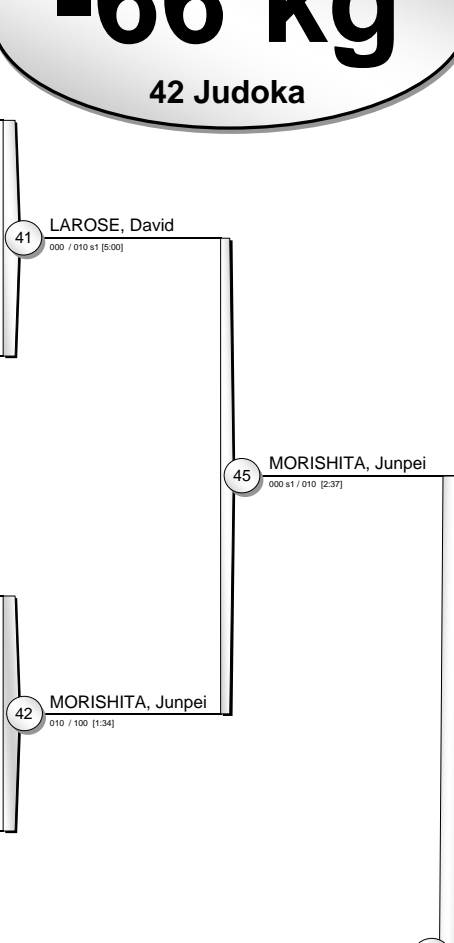 -66 kg
42 Judoka
41
LAROSE, David
000 / 010 s1 [5:00]
45
MORISHITA, Junpei
000 s1 / 010 [2:37]
42
MORISHITA, Junpei
010 / 100 [1:34]